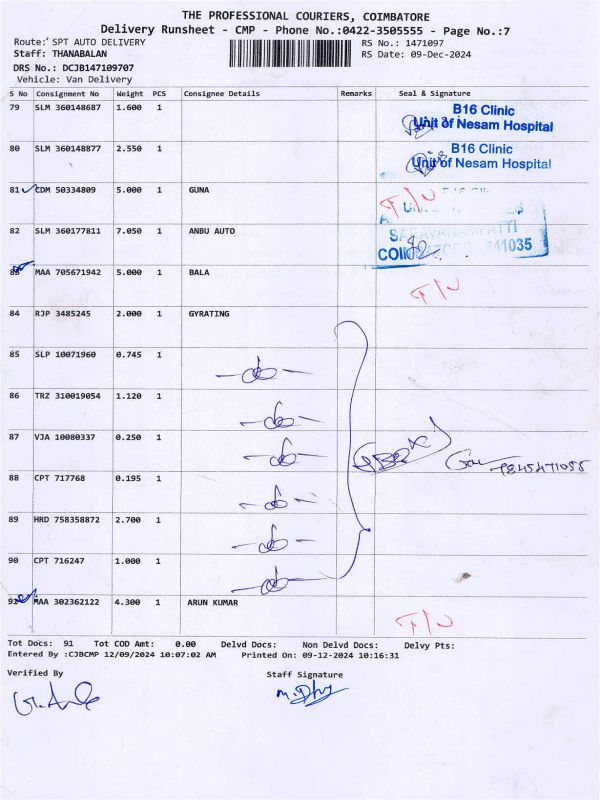 THE PROFESSIONAL COURIERS, COIMBATORE
Delivery Runsheet - CMP - Phone No.:0422-3505555 - Page No.:7
Route: SPT AUTO DELIVERY RS No.: 1471097
Staff: THANABALAN RS Date: 09-Dec-2024
DRS No.: DCJB147109707
Vehicle: Van Delivery
S No Consignment No Weight PCS Consignee Details Remarks Seal & Signature
79 SLM 360148687 1.600 1 B16 Clinic
Unit of Nesam Hospital
80 SLM 360148877 2.550 1 B16 Clinic
Unit of Nesam Hospital
81 CDM 50334809 5.000 1 GUNA F/N
82 SLM 360177811 7.050 1 ANBU AUTO
641035
83 MAA 705671942 5.000 1 BALA F/N
84 RJP 3485245 2.000 1 GYRATING
85 SLP 10071960 0.745 1 -do-
86 TRZ 310019054 1.120 1 -do-
87 VJA 10080337 0.250 1 -do- 9845471055
88 CPT 717768 0.195 1 -do-
89 HRD 758358872 2.700 1 -do-
90 CPT 716247 1.000 1 -do-
91 MAA 302362122 4.300 1 ARUN KUMAR F/N
Tot Docs: 91 Tot COD Amt: 0.00 Delvd Docs: Non Delvd Docs: Delvy Pts:
Entered By :CJBCMP 12/09/2024 10:07:02 AM Printed On: 09-12-2024 10:16:31
Verified By Staff Signature